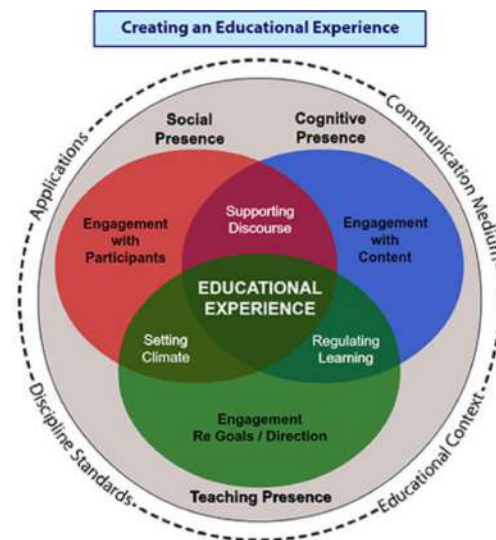 Creating an Educational Experience
Applications
Communication Medium
Social
Presence
Cognitive
Presence
Engagement
with
Participants
Supporting
Discourse
Engagement
with
Content
EDUCATIONAL
EXPERIENCE
Setting
Climate
Regulating
Learning
Engagement
Re Goals / Direction
Teaching Presence
Discipline Standards
Educational Context